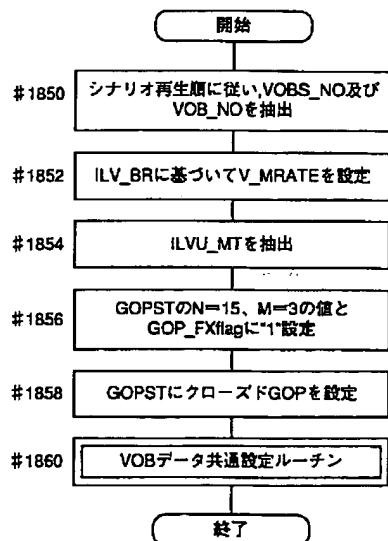 開始
#1850
シナリオ再生順に従い,VOBS_NO及び
VOB_NOを抽出
#1852
ILV_BRに基づいてV_MRATEを設定
#1854
ILVU_MTを抽出
#1856
GOPSTのN=15、M=3の値と
GOP_FXflagに"1"設定
#1858
GOPSTにクローズドGOPを設定
#1860
VOBデータ共通設定ルーチン
終了